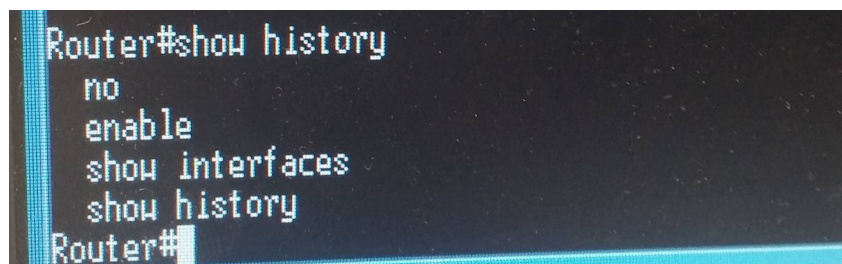 Router#show history
no
enable
show interfaces
show history
Router#